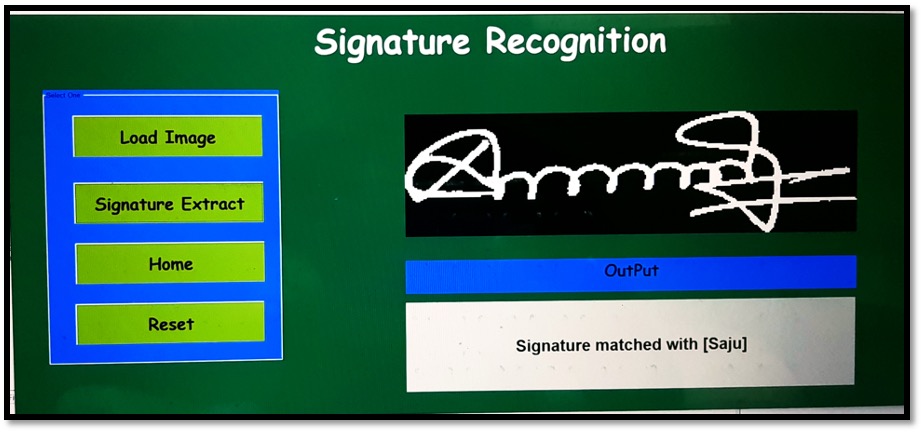 Signature Recognition
Select One
Load Image
Signature Extract
Home
Reset
OutPut
Signature matched with [Saju]